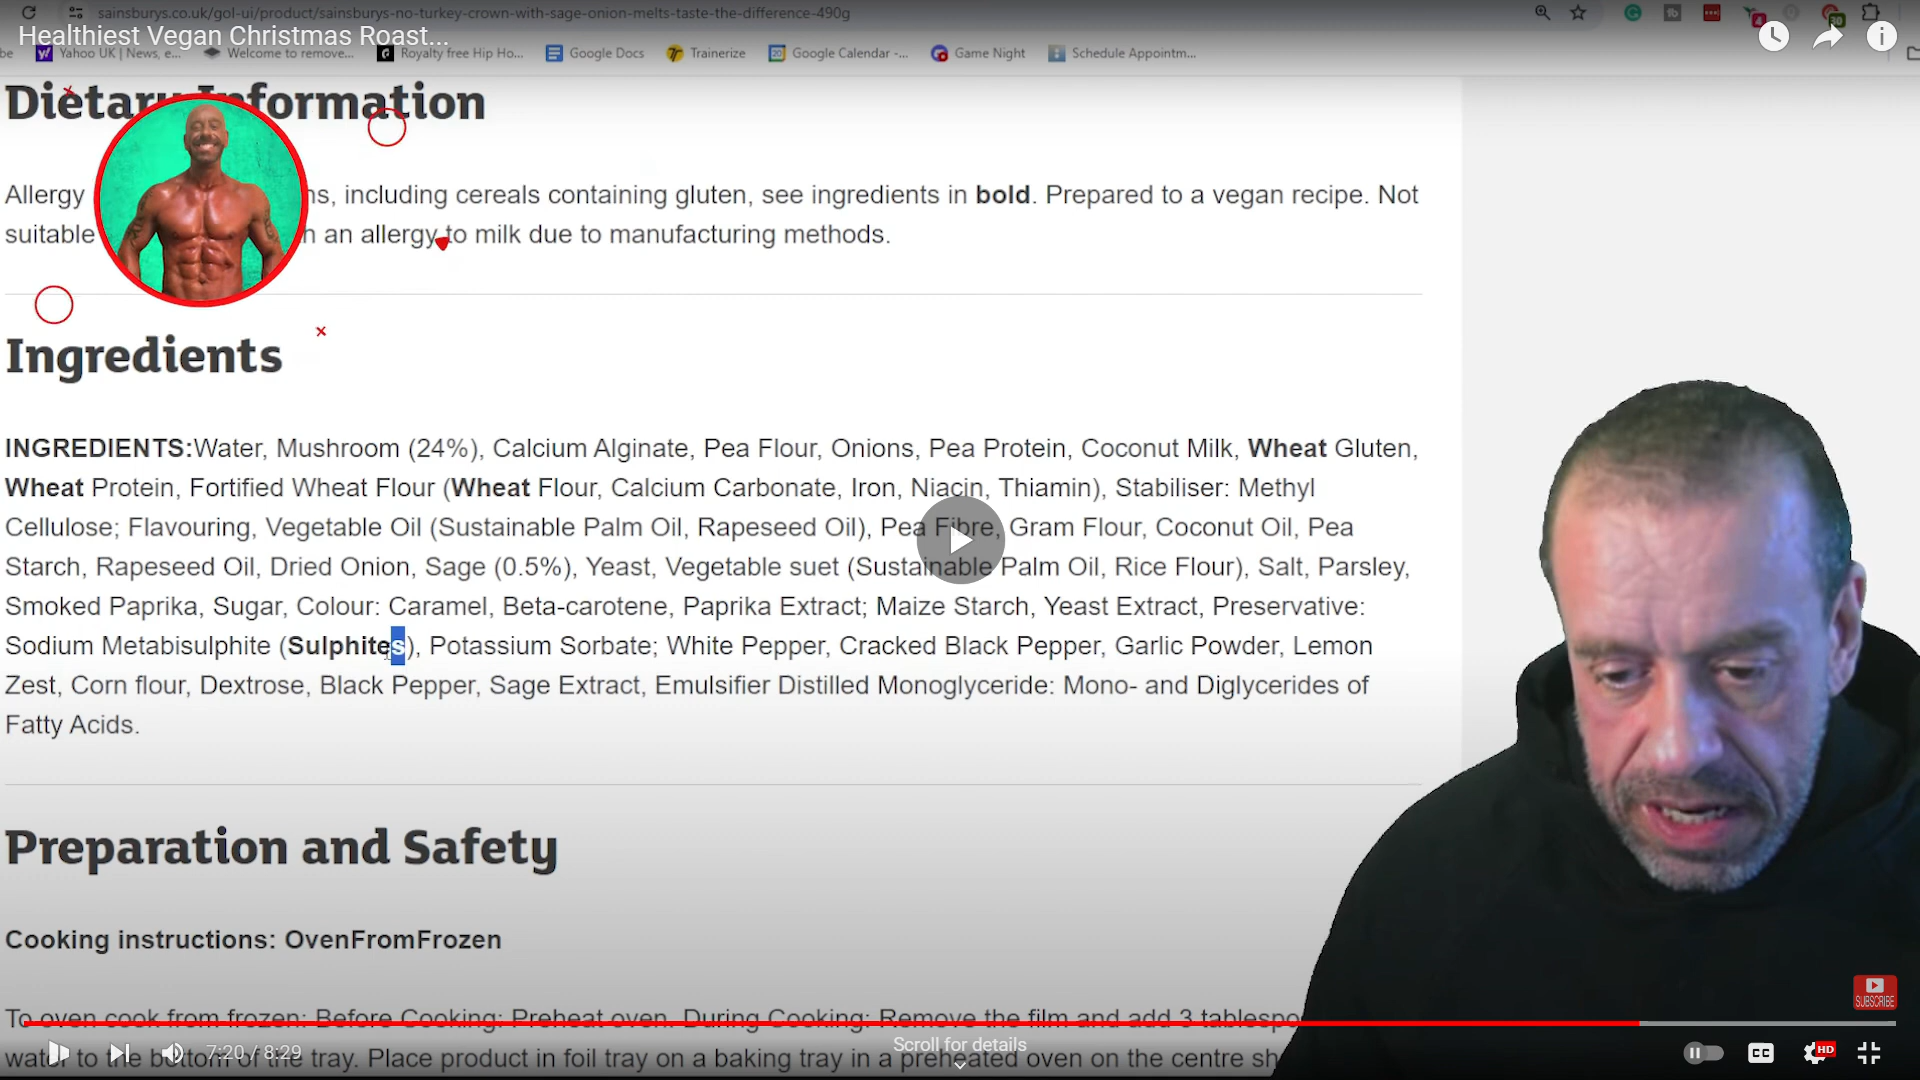 sainsburys.co.uk/gol-ui/product/sainsburys-no-turkey-crown-with-sage-onion-melts-taste-the-difference-490g
Healthiest Vegan Christmas Roast...
be Yahoo UK | News, e... Welcome to remove... Royalty free Hip Ho... Google Docs Trainerize Google Calendar -... Game Night Schedule Appointm...
4
30
Dietary Information
Allergy ns, including cereals containing gluten, see ingredients in bold. Prepared to a vegan recipe. Not
suitable h an allergy to milk due to manufacturing methods.
Ingredients
INGREDIENTS:Water, Mushroom (24%), Calcium Alginate, Pea Flour, Onions, Pea Protein, Coconut Milk, Wheat Gluten,
Wheat Protein, Fortified Wheat Flour (Wheat Flour, Calcium Carbonate, Iron, Niacin, Thiamin), Stabiliser: Methyl
Cellulose; Flavouring, Vegetable Oil (Sustainable Palm Oil, Rapeseed Oil), Pea Fibre, Gram Flour, Coconut Oil, Pea
Starch, Rapeseed Oil, Dried Onion, Sage (0.5%), Yeast, Vegetable suet (Sustainable Palm Oil, Rice Flour), Salt, Parsley,
Smoked Paprika, Sugar, Colour: Caramel, Beta-carotene, Paprika Extract; Maize Starch, Yeast Extract, Preservative:
Sodium Metabisulphite (Sulphites), Potassium Sorbate; White Pepper, Cracked Black Pepper, Garlic Powder, Lemon
Zest, Corn flour, Dextrose, Black Pepper, Sage Extract, Emulsifier Distilled Monoglyceride: Mono- and Diglycerides of
Fatty Acids.
Preparation and Safety
Cooking instructions: OvenFromFrozen
SUBSCRIBE
To oven cook from frozen: Before Cooking: Preheat oven. During Cooking: Remove the film and add 3 tablespo
water to the bottom of the tray. Place product in foil tray on a baking tray in a preheated oven on the centre sh
Scroll for details
7:20 / 8:29
CC
HD